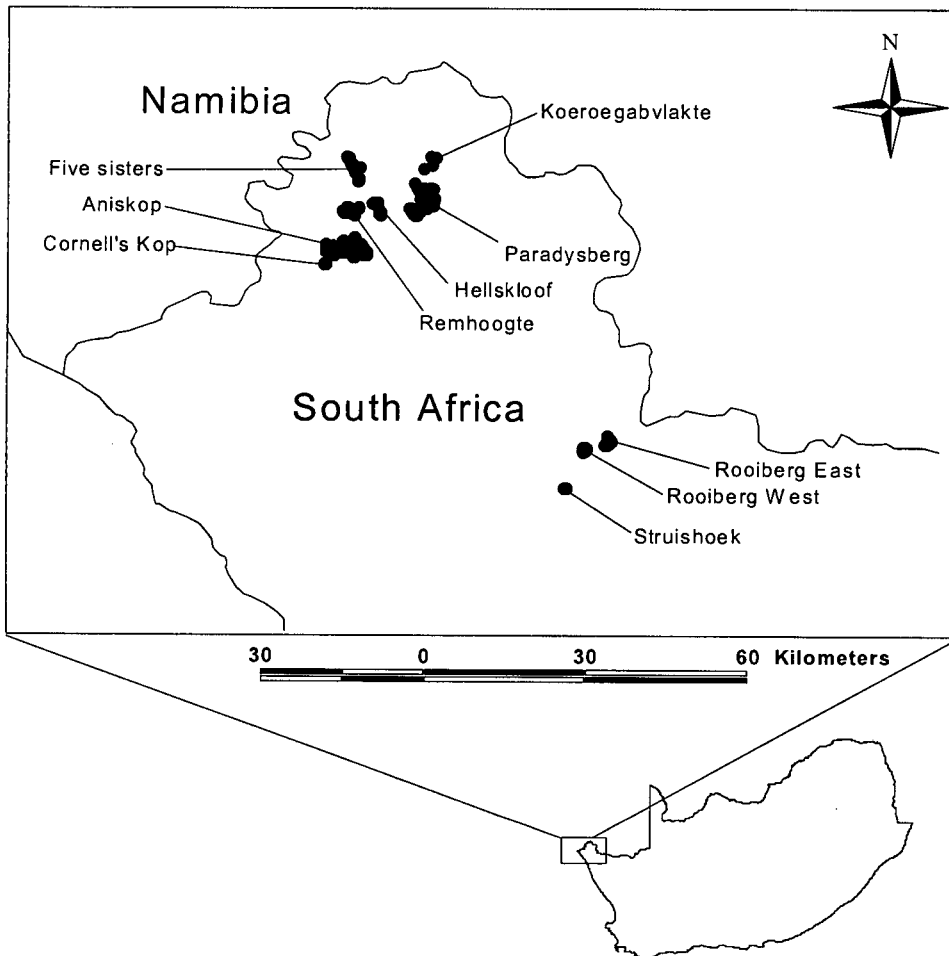 N
Namibia
Koeroegabvlakte
Five sisters
Aniskop
Cornell's Kop
Paradysberg
Hellskloof
Remhoogte
South Africa
Rooiberg East
Rooiberg West
Struishoek
30 0 30 60 Kilometers